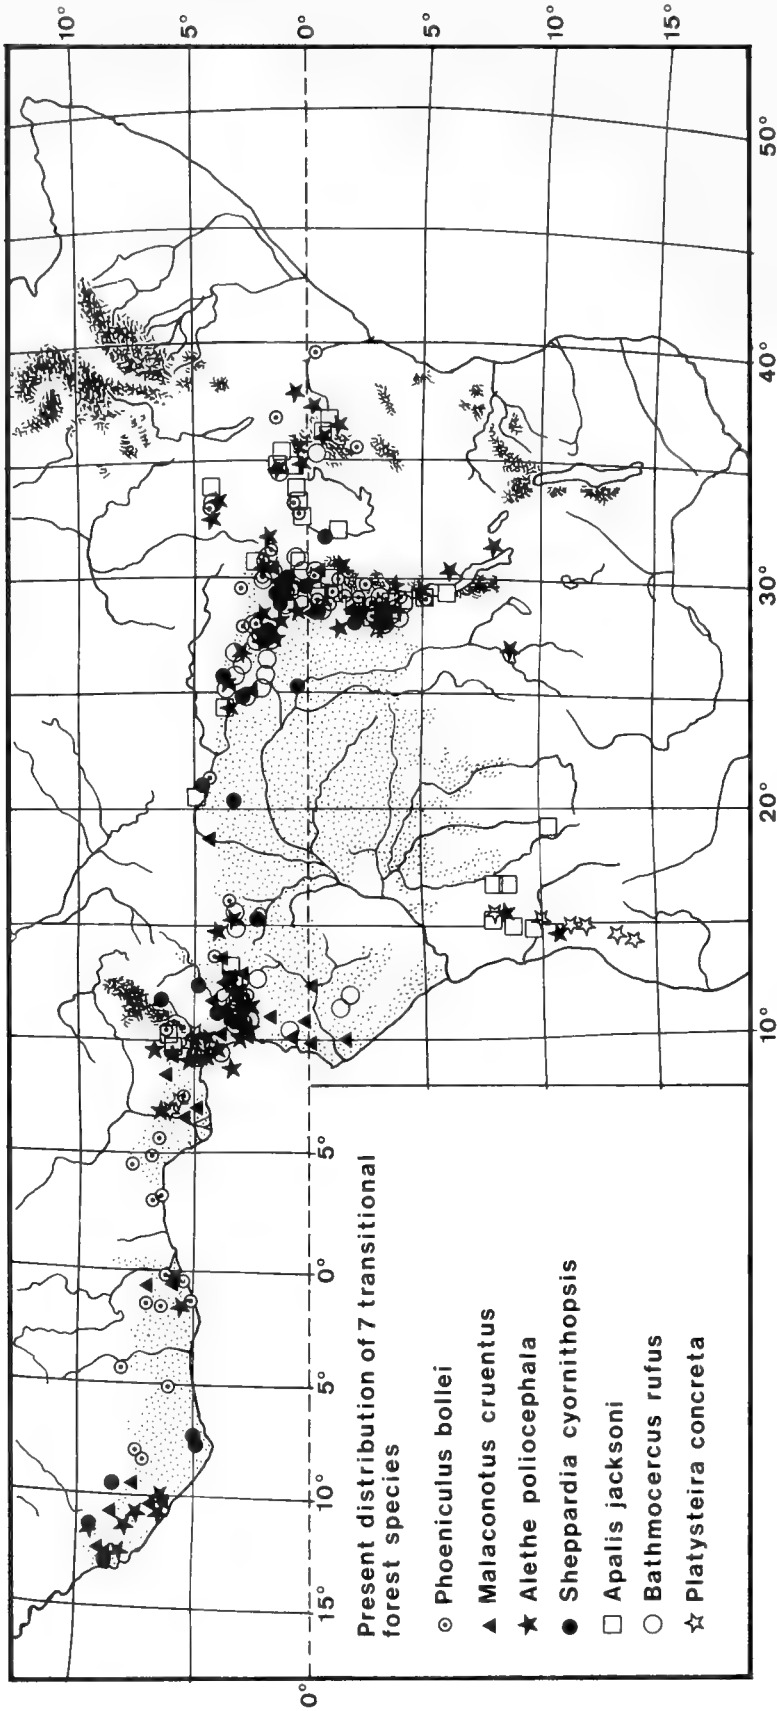 10°
5°
0°
5°
10°
15°
15°
10°
5°
0°
5°
10°
20°
30°
40°
50°
0°
Present distribution of 7 transitional
forest species
Phoeniculus bollei
Malaconotus cruentus
Alethe poliocephala
Sheppardia cyornithopsis
Apalis jacksoni
Bathmocercus rufus
Platysteira concreta